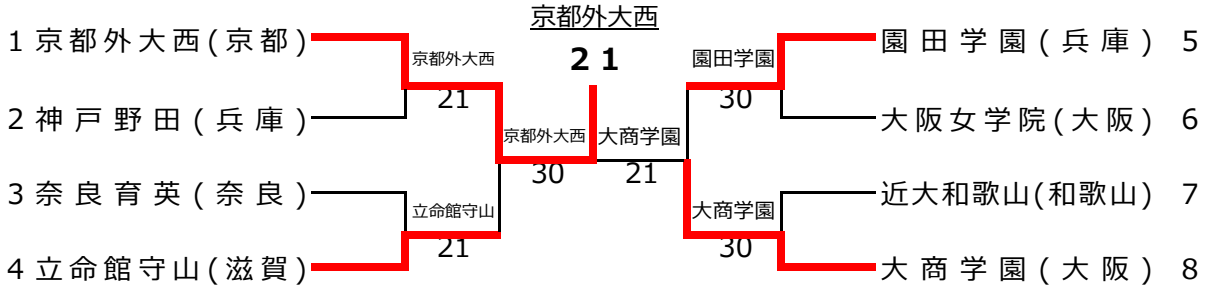 京都外大西
2 1
1 京都外大西(京都)
2 神戸野田(兵庫)
3 奈良育英(奈良)
4 立命館守山(滋賀)
京都外大西
21
立命館守山
21
京都外大西
30
大商学園
21
園田学園
30
大商学園
30
園田学園(兵庫) 5
大阪女学院(大阪) 6
近大和歌山(和歌山) 7
大商学園(大阪) 8